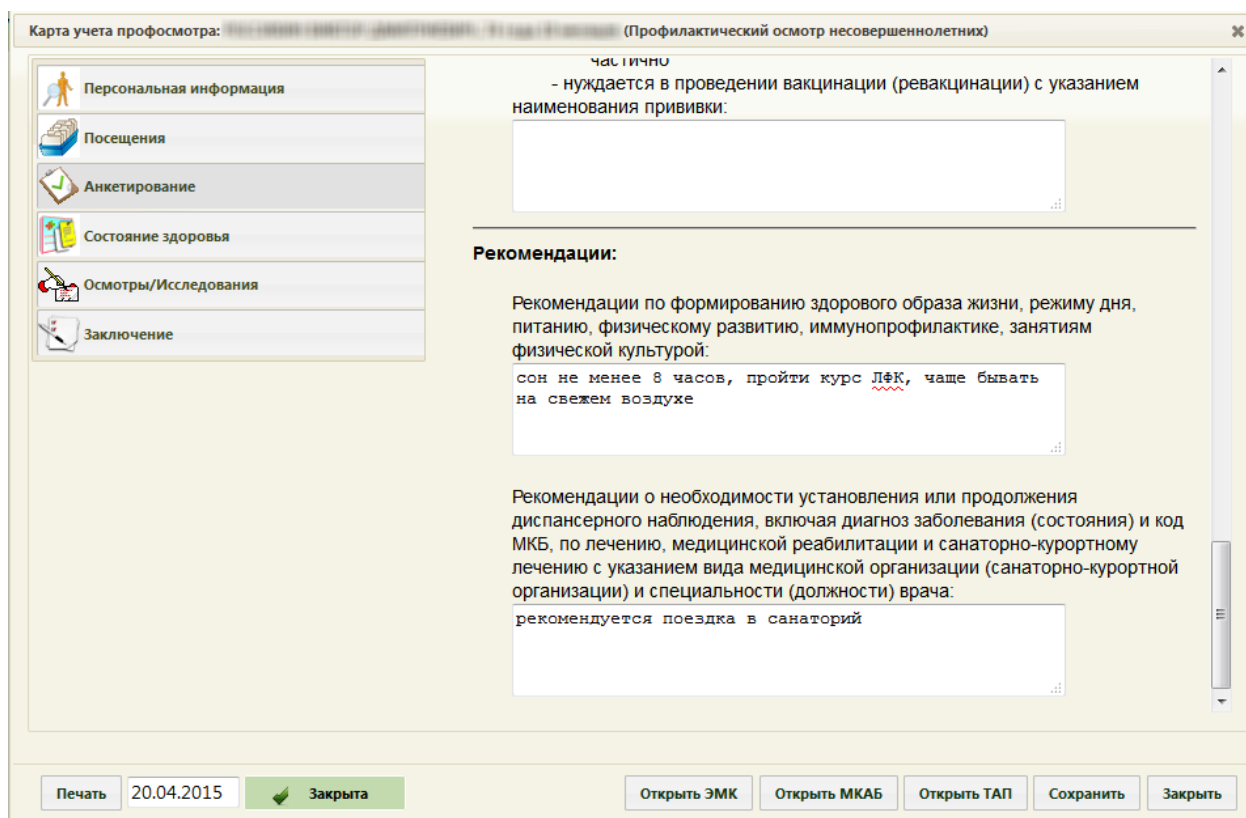 Карта учета профосмотра: (Профилактический осмотр несовершеннолетних)
Персональная информация
Посещения
Анкетирование
Состояние здоровья
Осмотры/Исследования
Заключение
частично
- нуждается в проведении вакцинации (ревакцинации) с указанием
наименования прививки:
Рекомендации:
Рекомендации по формированию здорового образа жизни, режиму дня,
питанию, физическому развитию, иммунопрофилактике, занятиям
физической культурой:
сон не менее 8 часов, пройти курс ЛФК, чаще бывать
на свежем воздухе
Рекомендации о необходимости установления или продолжения
диспансерного наблюдения, включая диагноз заболевания (состояния) и код
МКБ, по лечению, медицинской реабилитации и санаторно-курортному
лечению с указанием вида медицинской организации (санаторно-курортной
организации) и специальности (должности) врача:
рекомендуется поездка в санаторий
Печать 20.04.2015 Закрыта Открыть ЭМК Открыть МКАБ Открыть ТАП Сохранить Закрыть